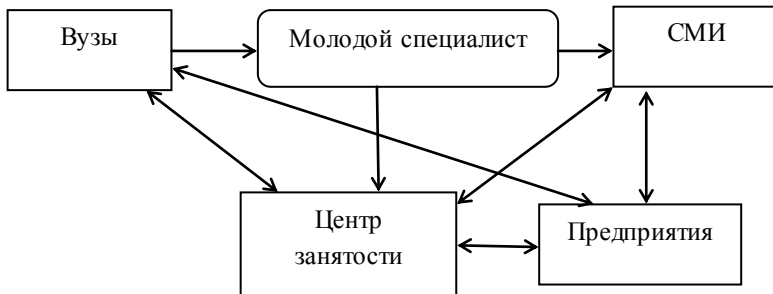 Вузы
Молодой специалист
СМИ
Центр
занятости
Предприятия